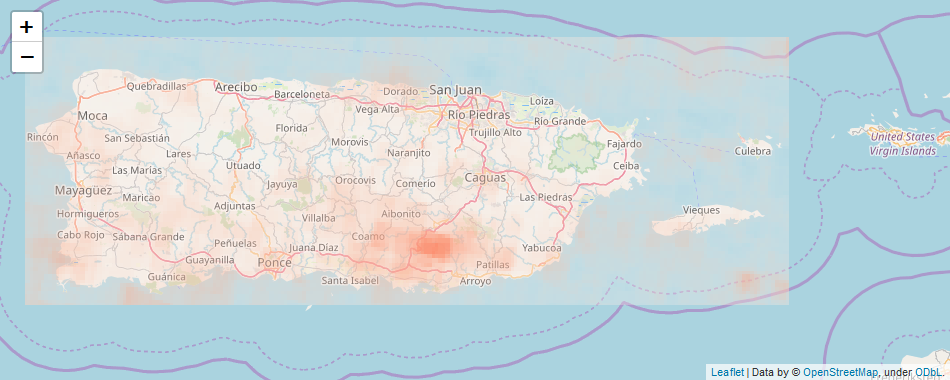 +
−
Quebradillas
Arecibo
Barceloneta
Dorado
San Juan
Moca
Vega Alta
Loíza
Río Piedras
Río Grande
Rincón
San Sebastián
Florida
Morovis
Trujillo Alto
Fajardo
United States
Virgin Islands
Añasco
Lares
Naranjito
Culebra
Las Marías
Utuado
Ceiba
Mayagüez
Jayuya
Orocovis
Comerío
Caguas
Maricao
Adjuntas
Las Piedras
Hormigueros
Villalba
Aibonito
Vieques
Cabo Rojo
Sábana Grande
Peñuelas
Juana Díaz
Coamo
Yabucoa
Guayanilla
Ponce
Patillas
Guánica
Santa Isabel
Arroyo
Leaflet | Data by © OpenStreetMap, under ODbL.